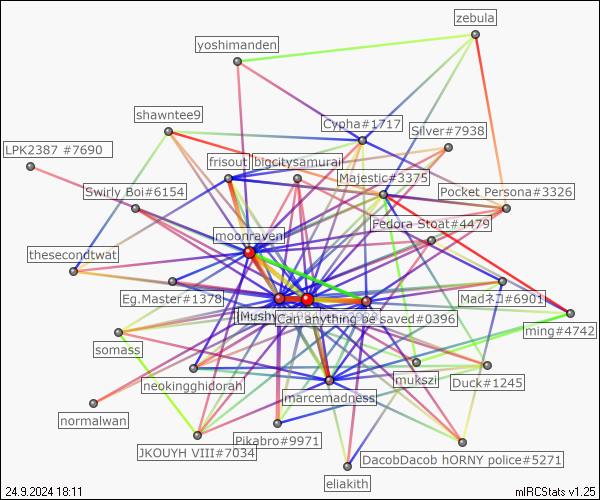 zebula
yoshimanden
shawntee9
Cypha#1717
Silver#7938
LPK2387 #7690
frisout
bigcitysamurai
Majestic#3375
Swirly Boi#6154
Pocket Persona#3326
Fedora Stoat#4479
moonraven
thesecondtwat
Eg.Master#1378
Madネコ#6901
Mushy
Can anything be saved#0396
ming#4742
somass
neokingghidorah
mukszi
Duck#1245
marcemadness
normalwan
Pikabro#9971
JKOUYH VIII#7034
DacobDacob hORNY police#5271
eliakith
24.9.2024 18:11
mIRCStats v1.25